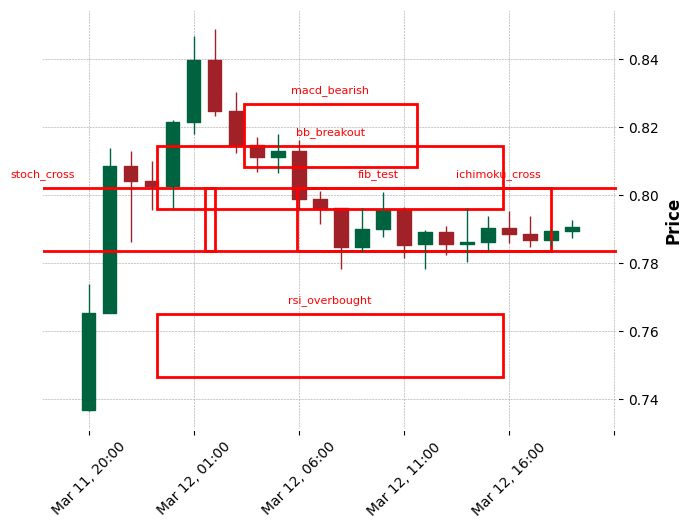 0.84
macd_bearish
0.82
bb_breakout
stoch_cross
fib_test
ichimoku_cross
0.80
Price
0.78
rsi_overbought
0.76
0.74
Mar 11, 20:00
Mar 12, 01:00
Mar 12, 06:00
Mar 12, 11:00
Mar 12, 16:00